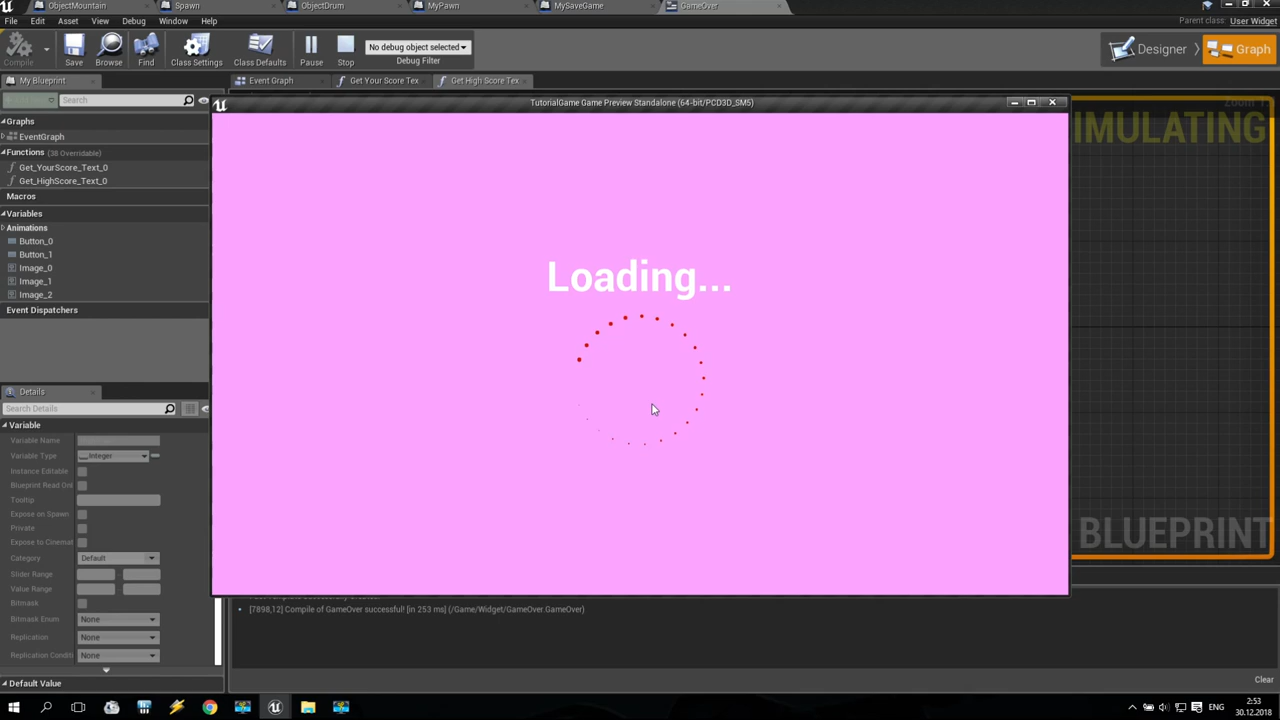 ObjectMountain
Spawn
ObjectDrum
MyPawn
MySaveGame
GameOver
File
Edit
Asset
View
Debug
Window
Help
Parent class:
User Widget
Compile
Save
Browse
Find
Class Settings
Class Defaults
Pause
Stop
No debug object selected
Debug Filter
Designer
Graph
My Blueprint
Event Graph
Get Your Score Tex
Get High Score Tex
Search
TutorialGame Game Preview Standalone (64-bit/PCD3D_SM5)
Graphs
EventGraph
Functions (38 Overridable)
Get_YourScore_Text_0
Get_HighScore_Text_0
Macros
Variables
Animations
Button_0
Button_1
Image_0
Image_1
Image_2
Event Dispatchers
IMULATING
Loading...
BLUEPRINT
Details
Search Details
Variable
Variable Name
Variable Type
Integer
Instance Editable
Blueprint Read Onl
Tooltip
Expose on Spawn
Private
Expose to Cinemat
Category
Default
Slider Range
Value Range
Bitmask
Bitmask Enum
None
Replication
None
Replication Conditi
None
Default Value
[7898,12] Compile of GameOver successful! [in 253 ms] (/Game/Widget/GameOver.GameOver)
Clear
ENG
2:53
30.12.2018